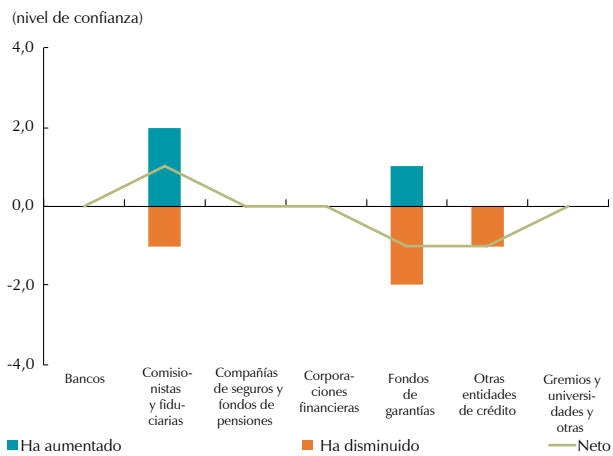 (nivel de confianza)
4,0
2,0
0,0
-2,0
-4,0
Bancos
Comisio-
nistas
y fidu-
ciarias
Compañías
de seguros y
fondos de
pensiones
Corpora-
ciones
financieras
Fondos
de
garantías
Otras
entidades
de crédito
Gremios y
universi-
dades y
otras
Ha aumentado
Ha disminuido
Neto